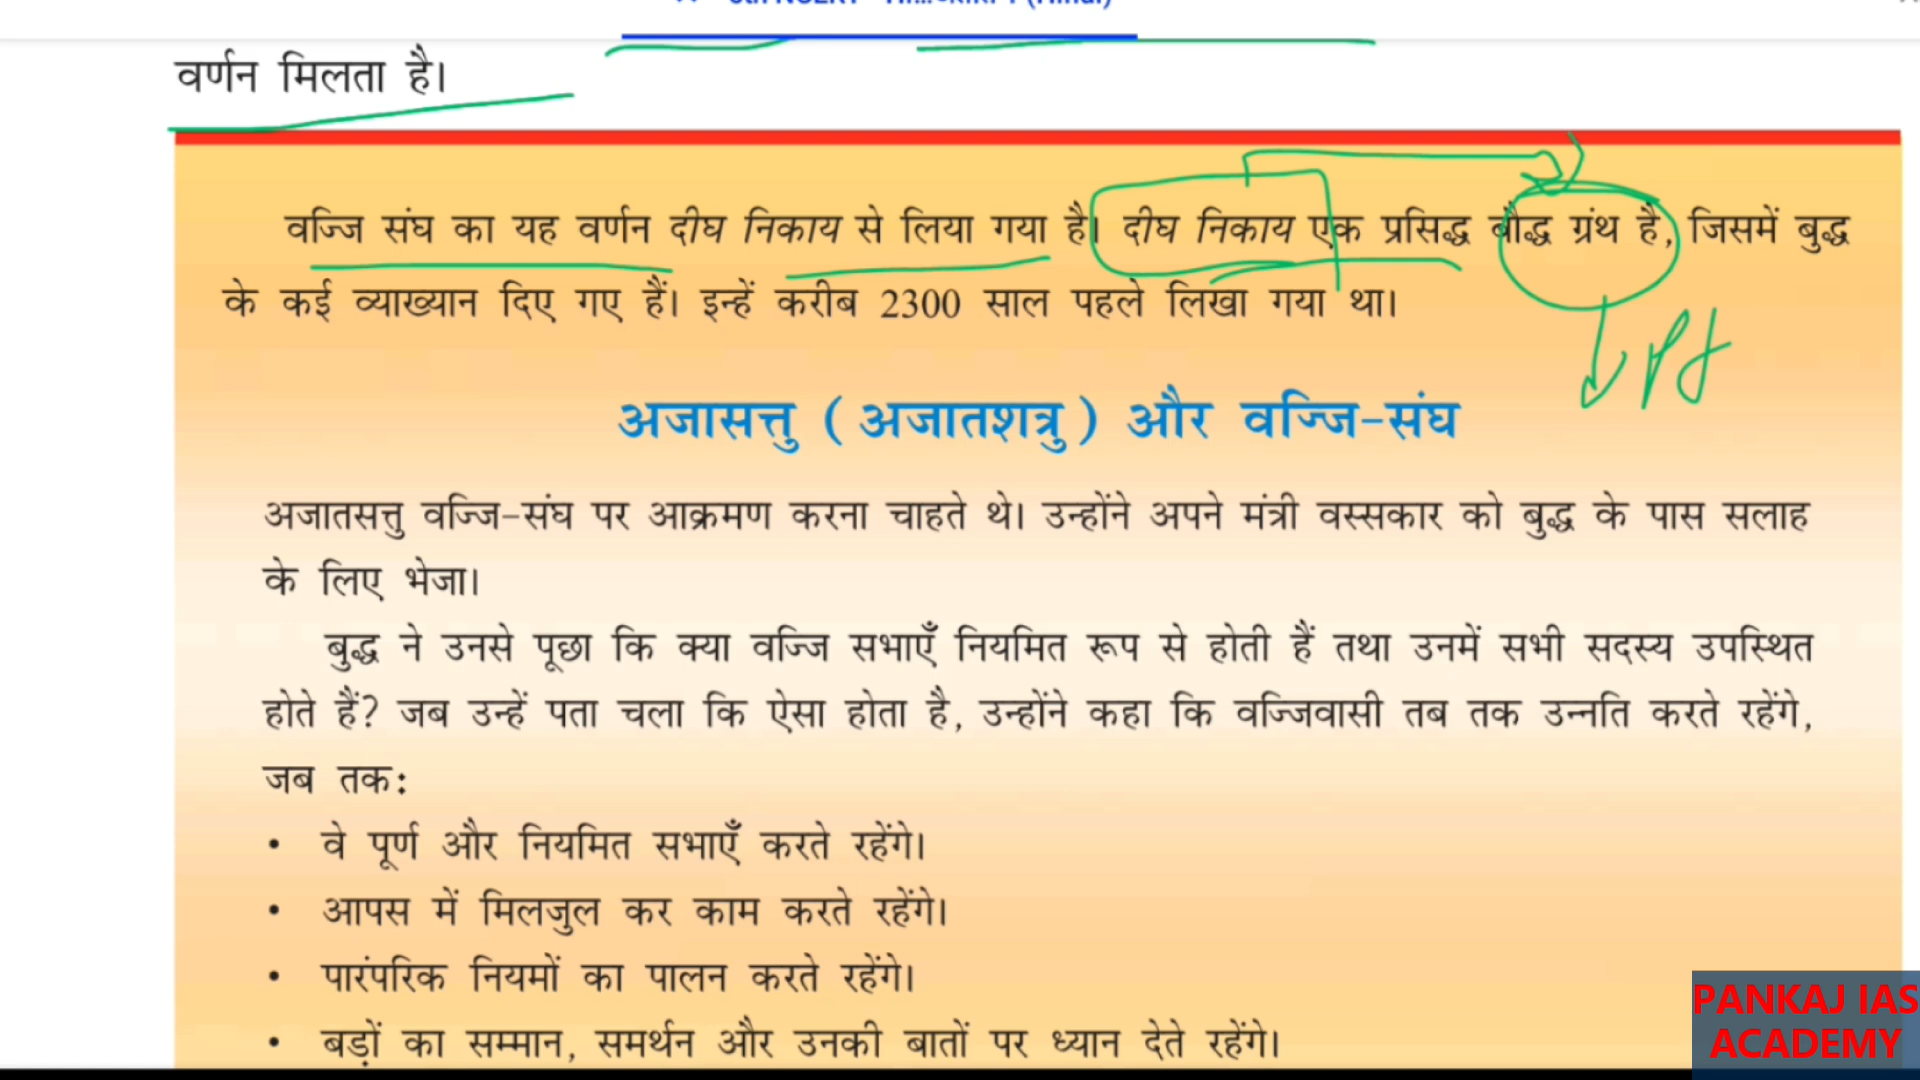 वर्णन मिलता है।
वज्जि संघ का यह वर्णन दीघ निकाय से लिया गया है। दीघ निकाय एक प्रसिद्ध बौद्ध ग्रंथ है, जिसमें बुद्ध
के कई व्याख्यान दिए गए हैं। इन्हें करीब 2300 साल पहले लिखा गया था।
अजासत्तु ( अजातशत्रु ) और वज्जि-संघ
अजातसत्तु वज्जि-संघ पर आक्रमण करना चाहते थे। उन्होंने अपने मंत्री वस्सकार को बुद्ध के पास सलाह
के लिए भेजा।
बुद्ध ने उनसे पूछा कि क्या वज्जि सभाएँ नियमित रूप से होती हैं तथा उनमें सभी सदस्य उपस्थित
होते हैं? जब उन्हें पता चला कि ऐसा होता है, उन्होंने कहा कि वज्जिवासी तब तक उन्नति करते रहेंगे,
जब तक:
• वे पूर्ण और नियमित सभाएँ करते रहेंगे।
• आपस में मिलजुल कर काम करते रहेंगे।
• पारंपरिक नियमों का पालन करते रहेंगे।
• बड़ों का सम्मान, समर्थन और उनकी बातों पर ध्यान देते रहेंगे।
PANKAJ IAS
ACADEMY